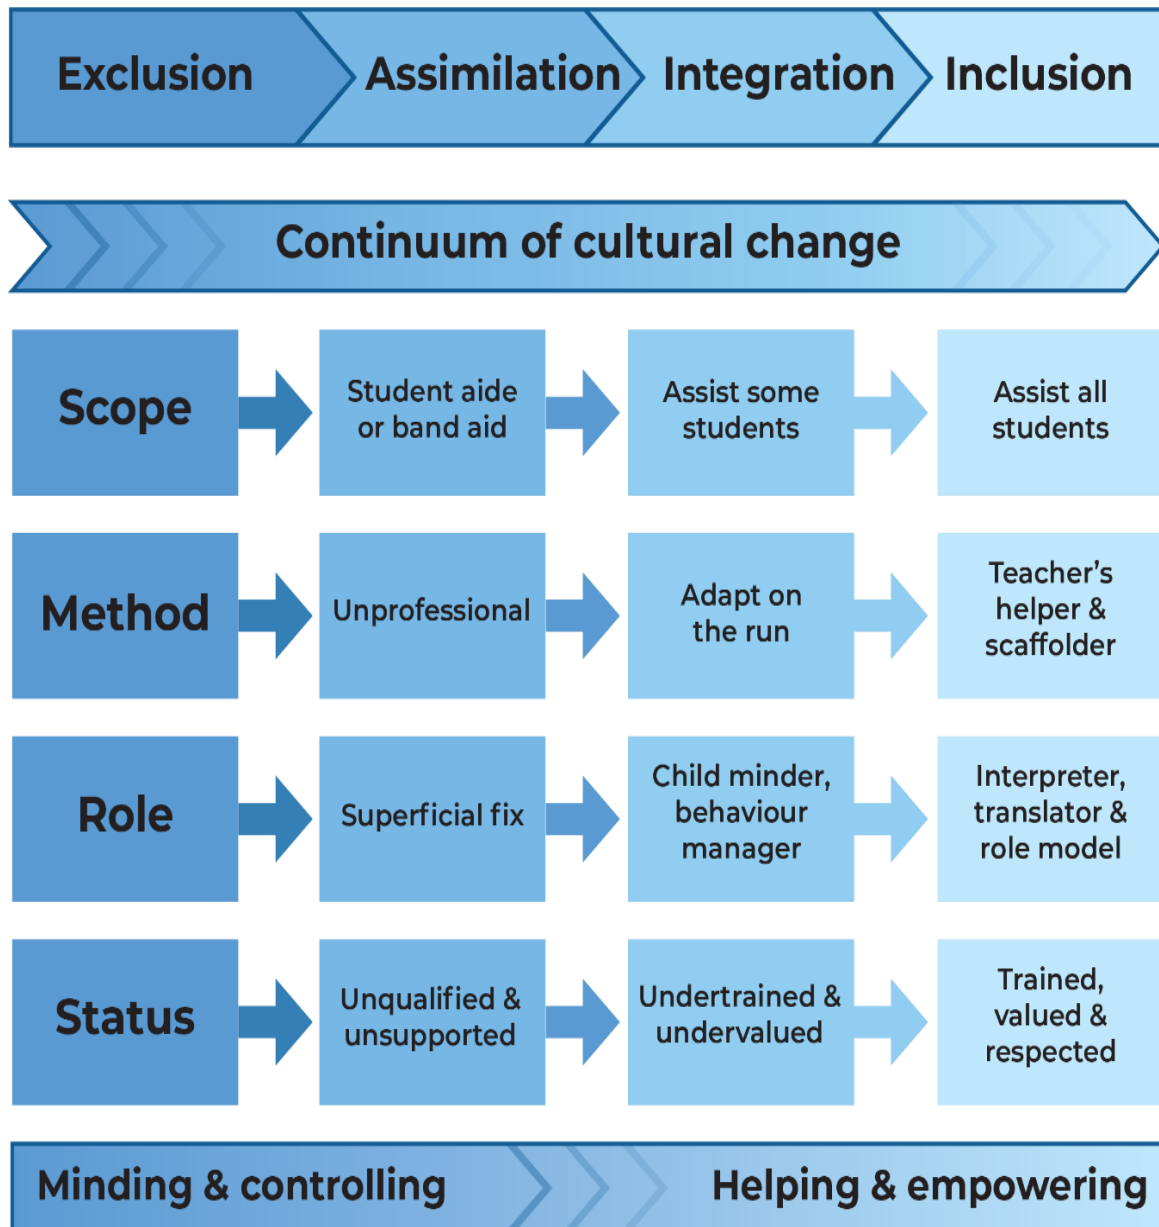 Exclusion Assimilation Integration Inclusion
Continuum of cultural change
Scope
Student aide
or band aid
Assist some
students
Assist all
students
Method
Unprofessional
Adapt on
the run
Teacher’s
helper &
scaffolder
Role
Superficial fix
Child minder,
behaviour
manager
Interpreter,
translator &
role model
Status
Unqualified &
unsupported
Undertrained &
undervalued
Trained,
valued &
respected
Minding & controlling
Helping & empowering